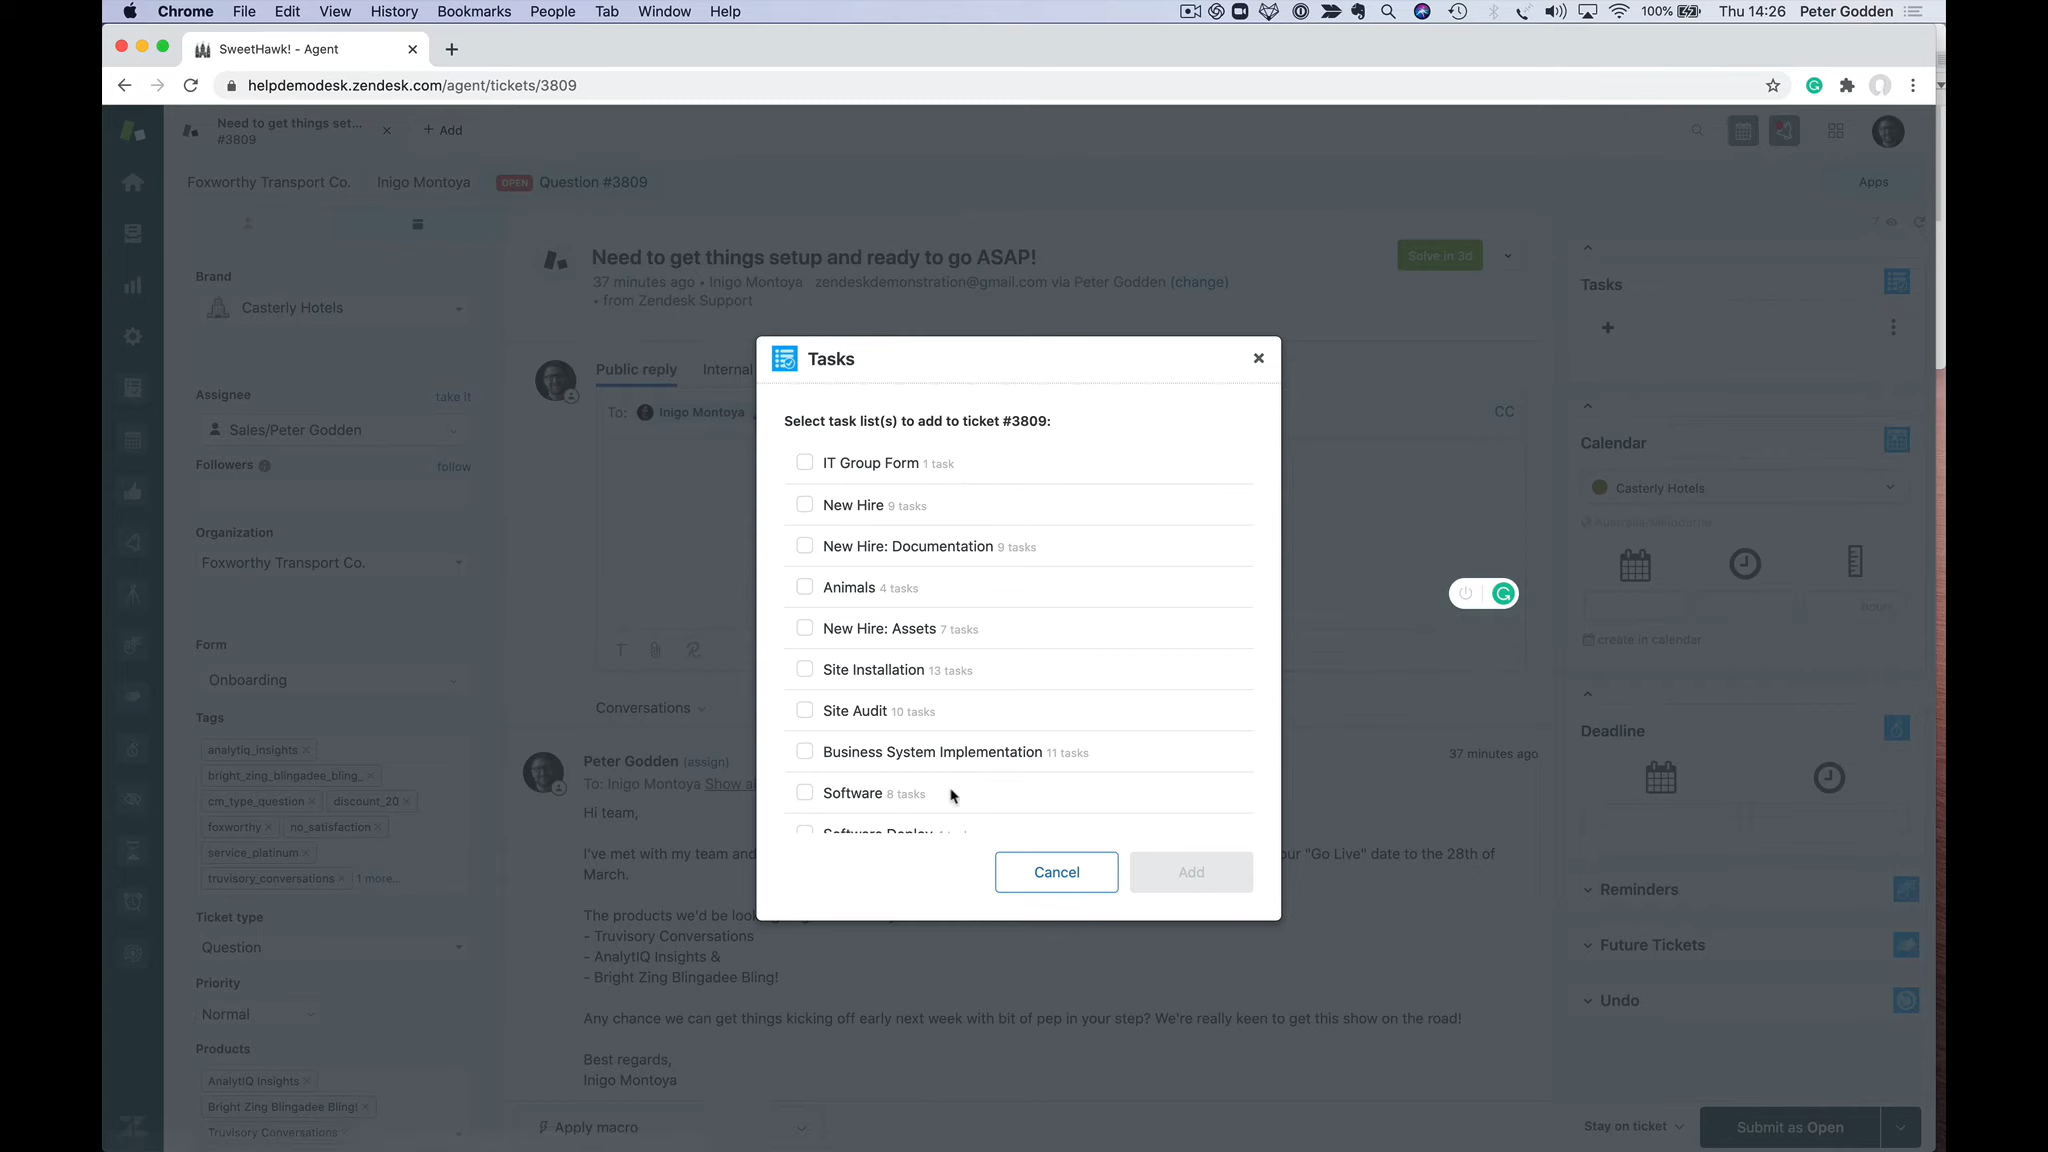 Chrome File Edit View History Bookmarks People Tab Window Help 100% Thu 14:26 Peter Godden
SweetHawk! - Agent
helpdemodesk.zendesk.com/agent/tickets/3809
Need to get things set...
#3809
+ Add
Foxworthy Transport Co. Inigo Montoya OPEN Question #3809 Apps
Brand
Casterly Hotels
Assignee take it
Sales/Peter Godden
Followers follow
Organization
Foxworthy Transport Co.
Form
Onboarding
Tags
analytiq_insights
bright_zing_blingadee_bling_
cm_type_question discount_20
foxworthy no_satisfaction
service_platinum
truvisory_conversations 1 more...
Ticket type
Question
Priority
Normal
Products
AnalytIQ Insights
Bright Zing Blingadee Bling!
Truvisory Conversations
Need to get things setup and ready to go ASAP!
Solve in 3d
37 minutes ago • Inigo Montoya zendeskdemonstration@gmail.com via Peter Godden (change)
• from Zendesk Support
Public reply Internal
To: Inigo Montoya CC
Conversations
Peter Godden (assign) 37 minutes ago
To: Inigo Montoya Show
Hi team,
I've met with my team and
our "Go Live" date to the 28th of
March.
The products we'd be
- Truvisory Conversations
- AnalytIQ Insights &
- Bright Zing Blingadee Bling!
Any chance we can get things kicking off early next week with bit of pep in your step? We're really keen to get this show on the road!
Best regards,
Inigo Montoya
Apply macro
Tasks
Select task list(s) to add to ticket #3809:
IT Group Form 1 task
New Hire 9 tasks
New Hire: Documentation 9 tasks
Animals 4 tasks
New Hire: Assets 7 tasks
Site Installation 13 tasks
Site Audit 10 tasks
Business System Implementation 11 tasks
Software 8 tasks
Software Deploy
Cancel Add
7
Tasks
Calendar
Casterly Hotels
Australia/Melbourne
hours
create in calendar
Deadline
Reminders
Future Tickets
Undo
Stay on ticket Submit as Open